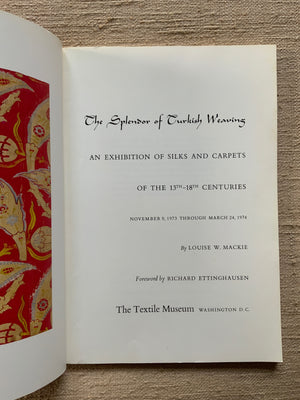 The Splendor of Turkish Weaving
AN EXHIBITION OF SILKS AND CARPETS
OF THE 13TH–18TH CENTURIES
NOVEMBER 9, 1973 THROUGH MARCH 24, 1974
By LOUISE W. MACKIE
Foreword by RICHARD ETTINGHAUSEN
The Textile Museum WASHINGTON D. C.